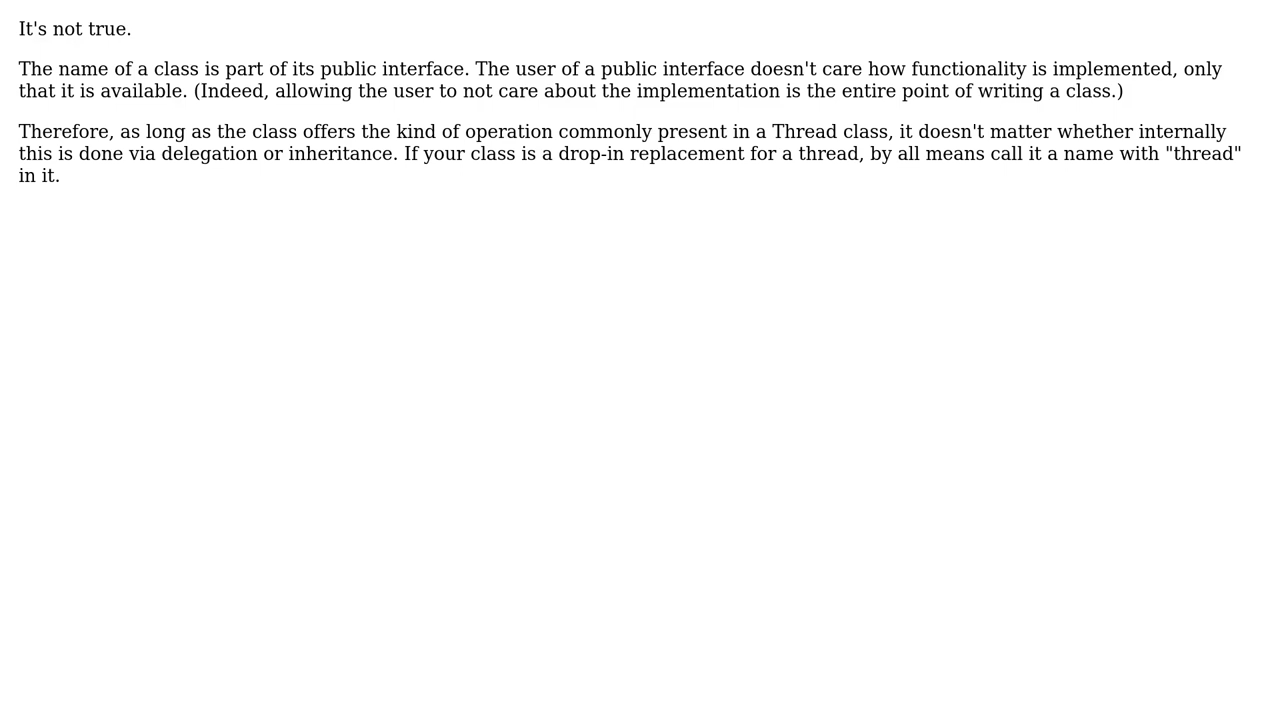 It's not true.
The name of a class is part of its public interface. The user of a public interface doesn't care how functionality is implemented, only
that it is available. (Indeed, allowing the user to not care about the implementation is the entire point of writing a class.)
Therefore, as long as the class offers the kind of operation commonly present in a Thread class, it doesn't matter whether internally
this is done via delegation or inheritance. If your class is a drop-in replacement for a thread, by all means call it a name with "thread"
in it.